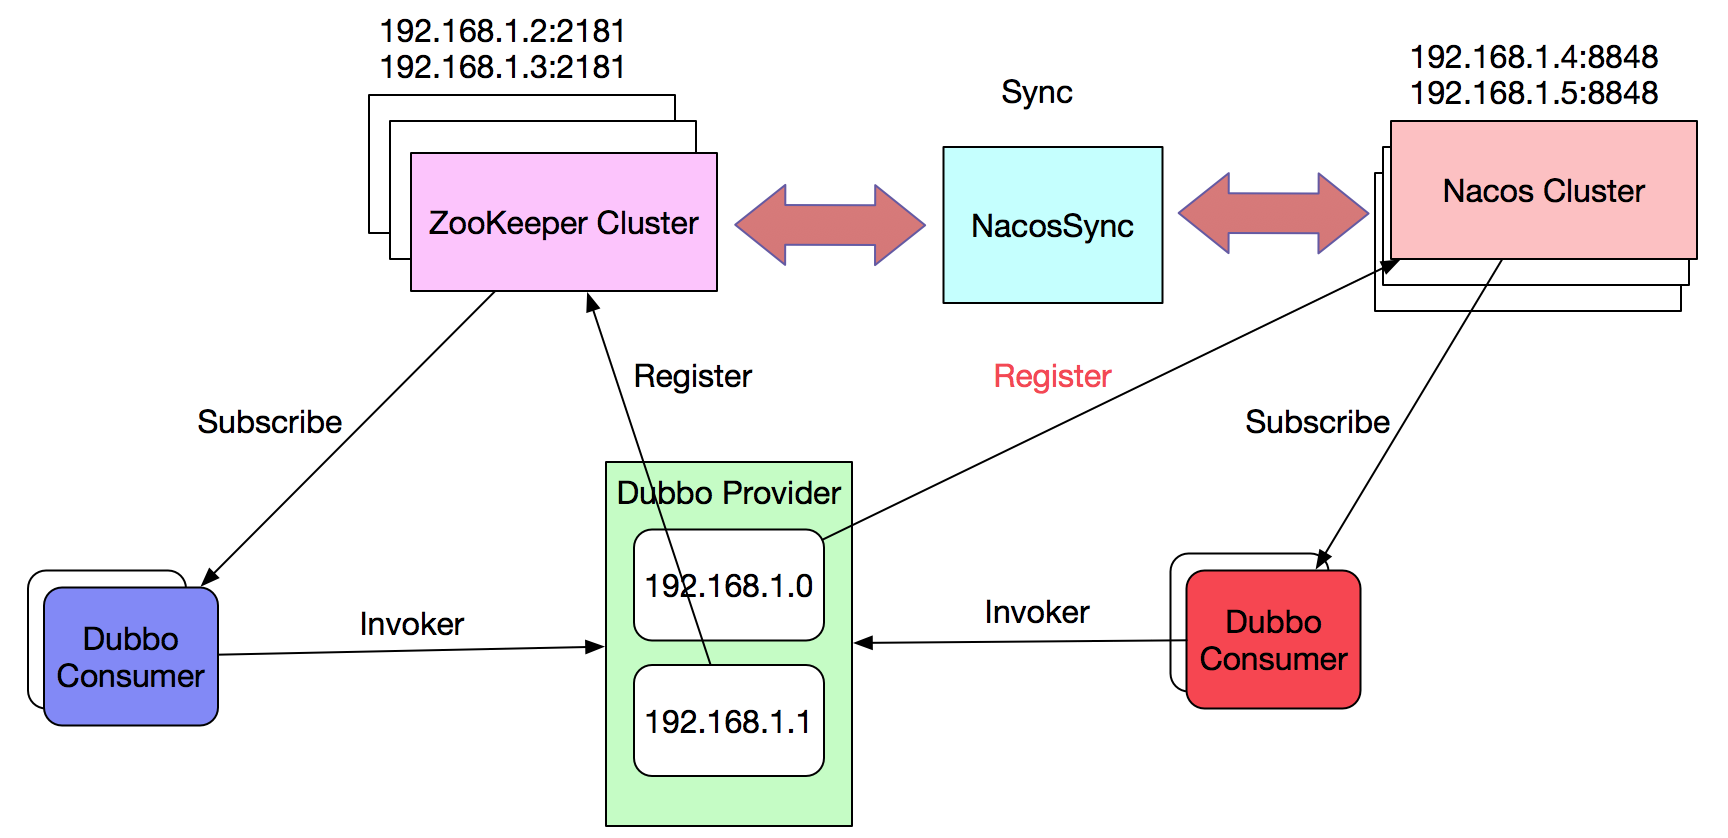 192.168.1.2:2181
192.168.1.3:2181
192.168.1.4:8848
192.168.1.5:8848
Sync
ZooKeeper Cluster
NacosSync
Nacos Cluster
Register
Register
Subscribe
Subscribe
Dubbo Provider
192.168.1.0
192.168.1.1
Invoker
Invoker
Dubbo
Consumer
Dubbo
Consumer